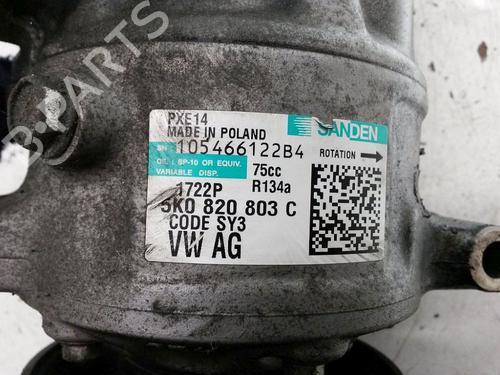 PXE14
MADE IN POLAND
SANDEN
SN 105466122B4
ROTATION
OIL: SP-10 OR EQUIV. 75cc
VARIABLE DISP. R134a
1722P
5K0 820 803 C
CODE SY3
VW AG
B-PARTS